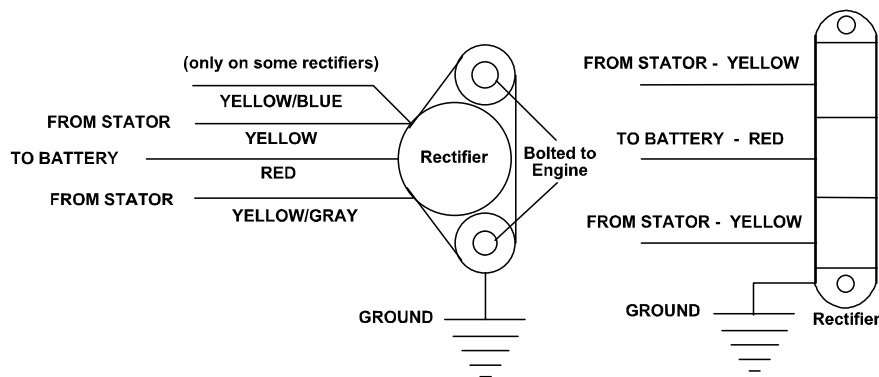 (only on some rectifiers)
YELLOW/BLUE
FROM STATOR
YELLOW
TO BATTERY
RED
FROM STATOR
YELLOW/GRAY
Rectifier
Bolted to
Engine
GROUND
FROM STATOR - YELLOW
TO BATTERY - RED
FROM STATOR - YELLOW
GROUND
Rectifier